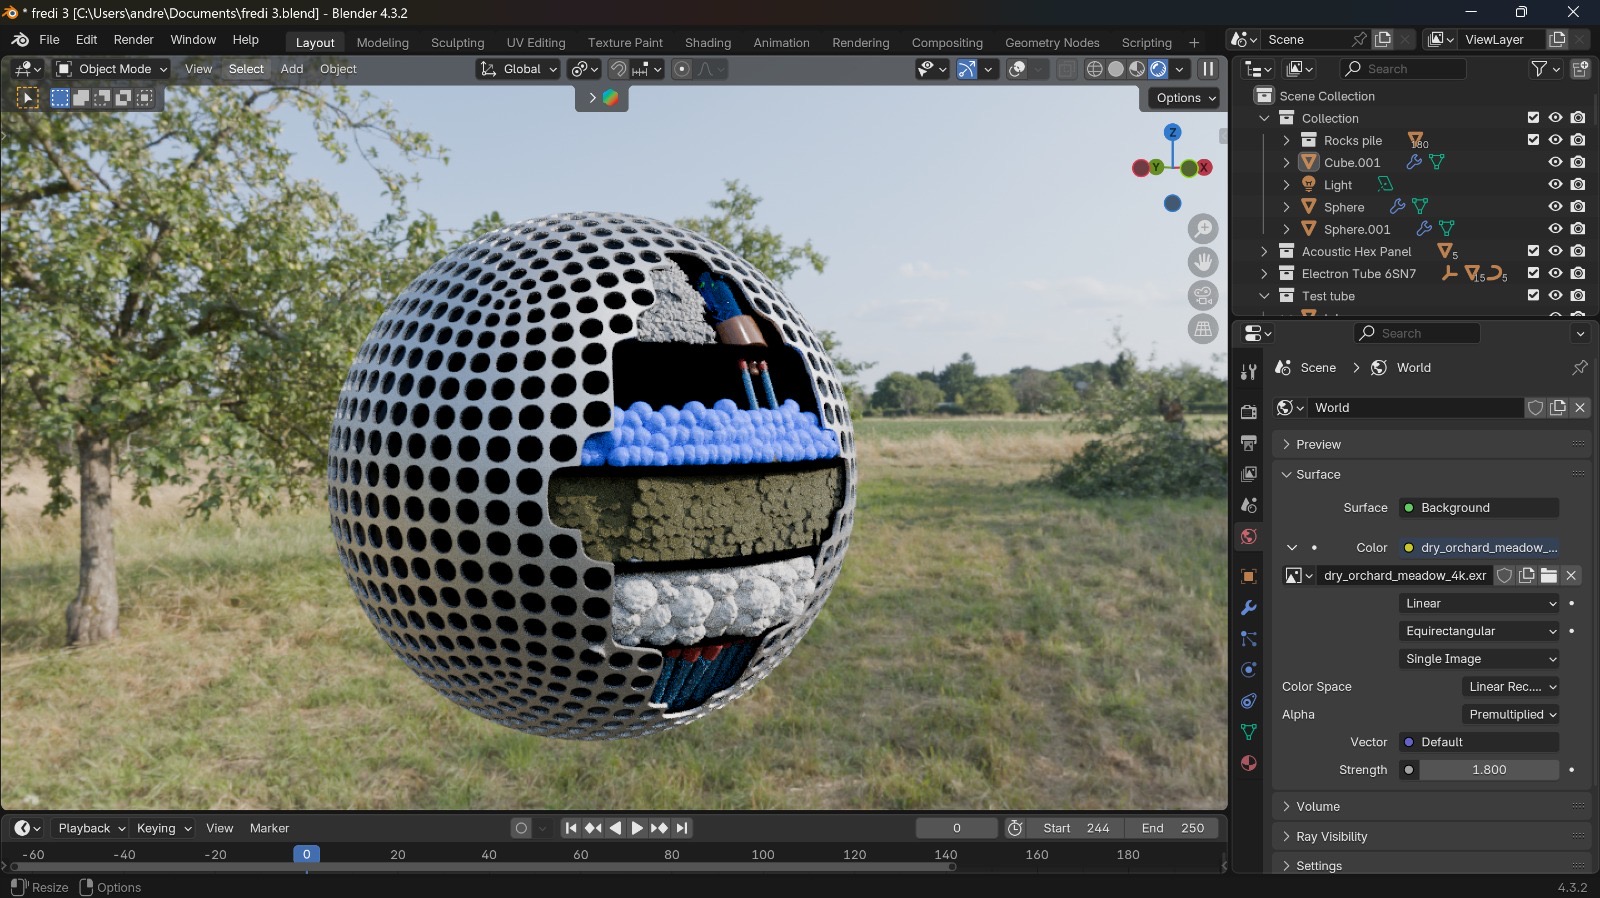 * fredi 3 [C:\Users\andre\Documents\fredi 3.blend] - Blender 4.3.2
File Edit Render Window Help
Layout Modeling Sculpting UV Editing Texture Paint Shading Animation Rendering Compositing Geometry Nodes Scripting +
Scene
ViewLayer
Object Mode View Select Add Object
Global
Options
Z
Y
X
Search
Scene Collection
Collection
Rocks pile 180
Cube.001
Light
Sphere
Sphere.001
Acoustic Hex Panel 5
Electron Tube 6SN7 15 5
Test tube
Search
Scene > World
World
Preview
Surface
Surface Background
Color dry_orchard_meadow_...
dry_orchard_meadow_4k.exr
Linear
Equirectangular
Single Image
Color Space Linear Rec....
Alpha Premultiplied
Vector Default
Strength 1.800
Volume
Ray Visibility
Settings
Playback Keying View Marker
0
Start 244
End 250
-60 -40 -20 0 20 40 60 80 100 120 140 160 180
Resize Options
4.3.2